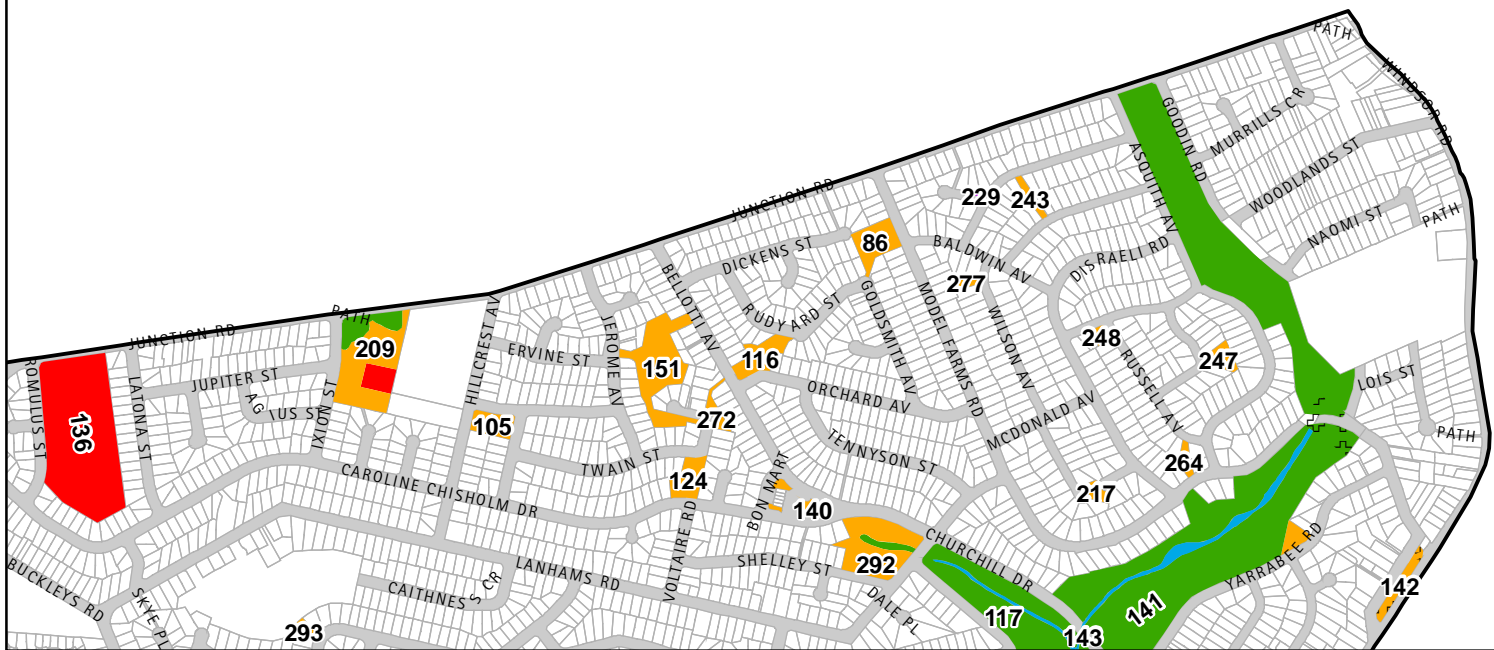 PATH
WINDSOR RD
GOODIN RD
MURRILLS CR
ASQUITH AV
WOODLANDS ST
NAOMI ST
PATH
JUNCTION RD
229
243
86
DICKENS ST
BALDWIN AV
DISRAELI RD
277
BELLOTTI AV
RUDYARD ST
GOLDSMITH AV
MODEL FARMS RD
WILSON AV
PATH
JUNCTION RD
209
HILLCREST AV
ERVINE ST
JEROME AV
151
116
248
RUSSELL AV
247
LOIS ST
ROMULUS ST
136
LATONA ST
JUPITER ST
AG
IUS ST
IXION ST
105
272
ORCHARD AV
MCDONALD AV
PATH
TENNYSON ST
TWAIN ST
264
CAROLINE CHISHOLM DR
124
BON MART
140
217
VOLTAIRE RD
CHURCHILL DR
SHELLEY ST
292
YARRABEE RD
BUCKLEYS RD
SKYE PL
CAITHNES
S CR
LANHAMS RD
DALE PL
142
293
117
143
141